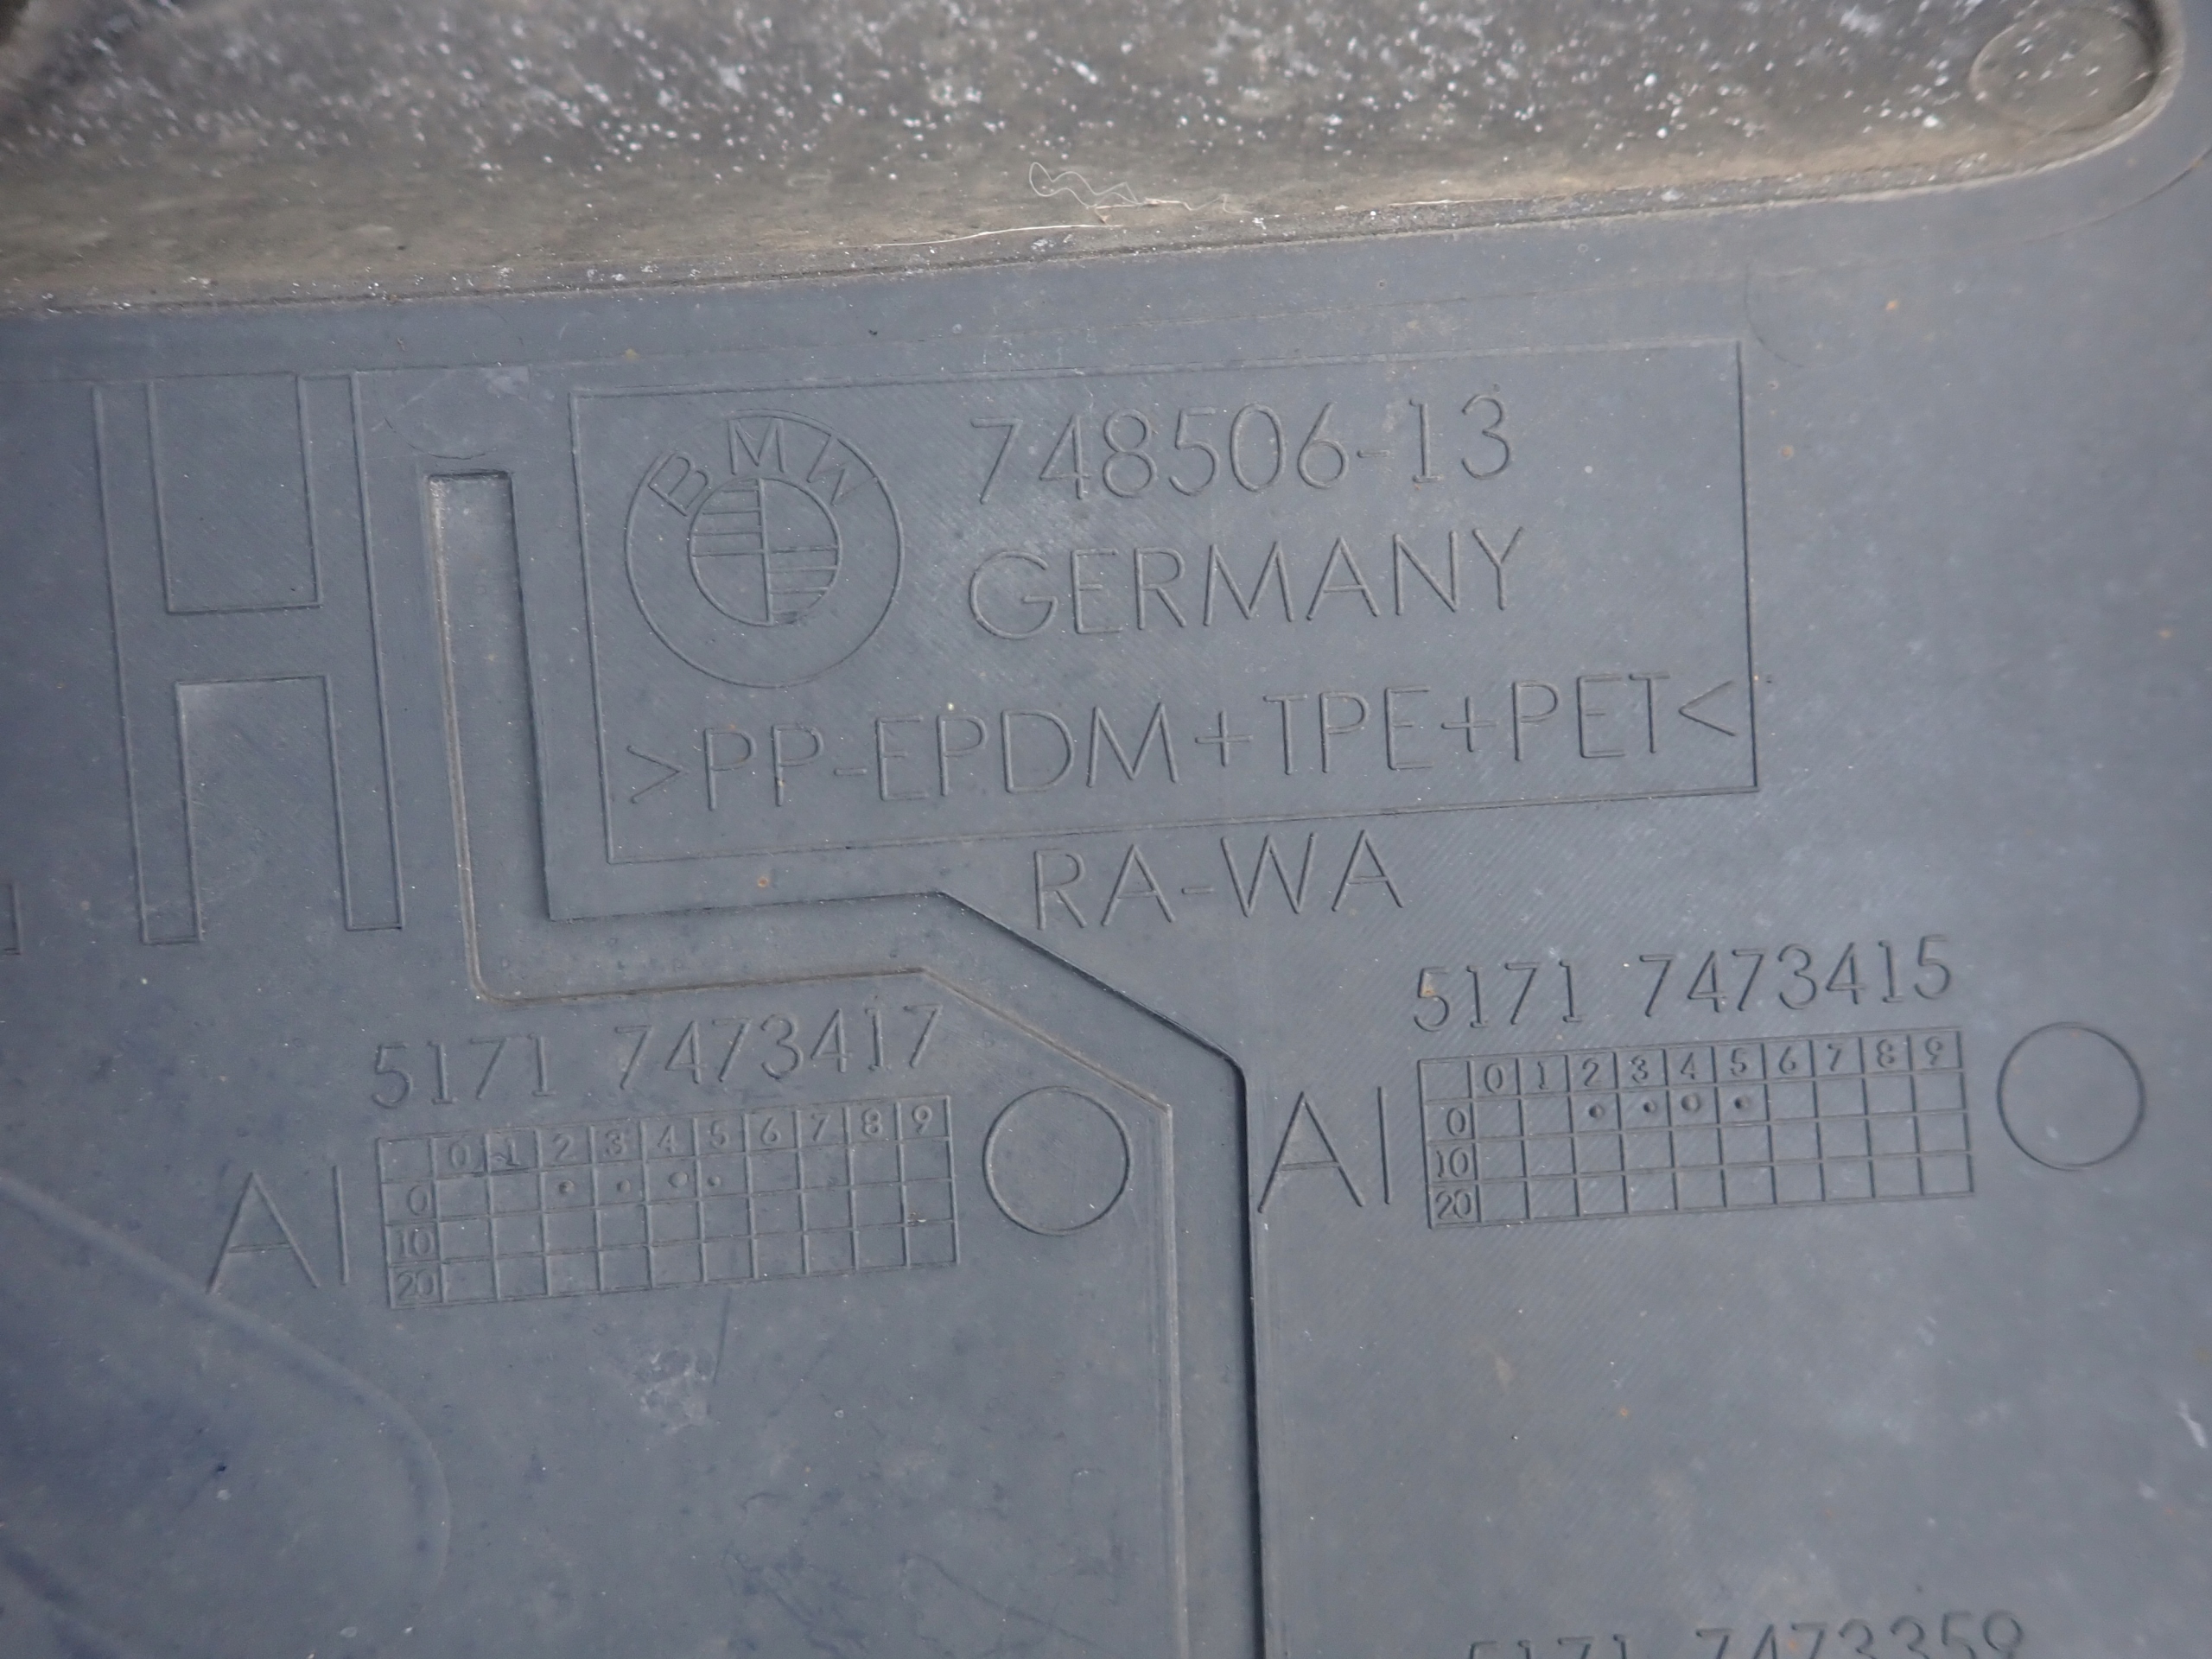 H
BMW
748506-13
GERMANY
>PP-EPDM+TPE+PET<
RA-WA
5171 7473417
AI
0 1 2 3 4 5 6 7 8 9
0
10
20
5171 7473415
AI
0 1 2 3 4 5 6 7 8 9
0
10
20
5171 7473359